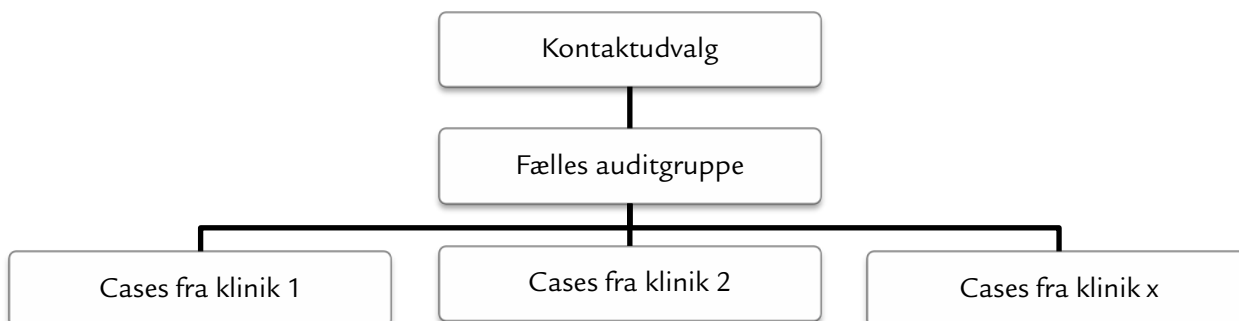 Kontaktudvalg
Fælles auditgruppe
Cases fra klinik 1
Cases fra klinik 2
Cases fra klinik x